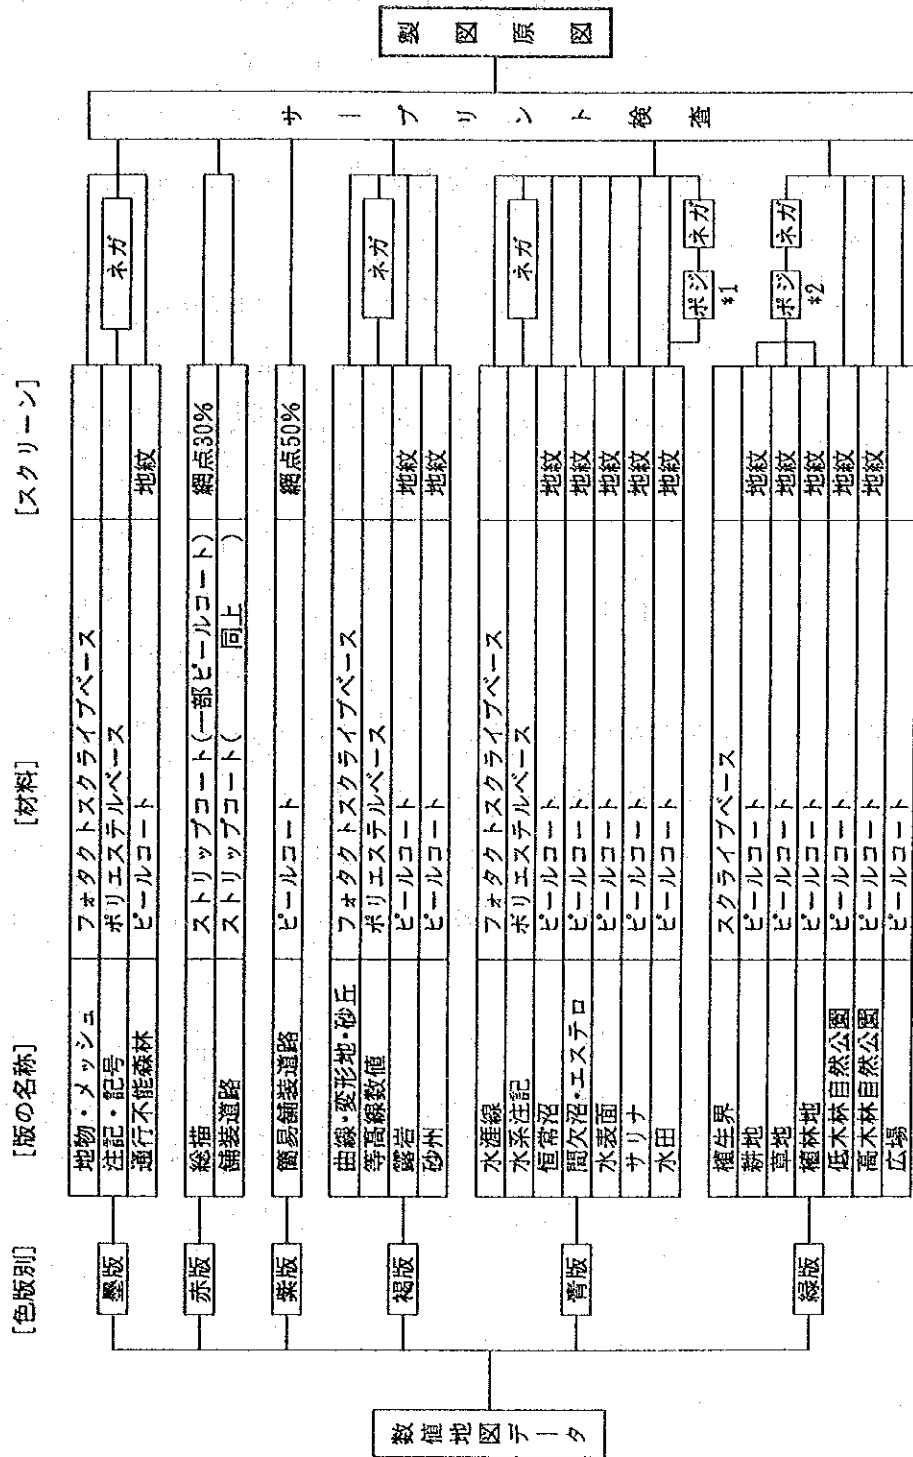 [色版別] [版の名称] [材料] [スクリーン]
数値地図データ
墨版
地物・メッシュ フォタクトスクライブベース
注記・記号 ポリエステルベース ネガ
通行不能森林 ピールコート 地紋
赤版
総描 ストリップコート(一部ピールコート) 網点30%
舗装道路 ストリップコート( 同上 )
紫版
簡易舗装道路 ピールコート 網点50%
褐版
曲線・変形地・砂丘 フォタクトスクライブベース
等高線数値 ポリエステルベース ネガ
露岩 ピールコート 地紋
砂州 ピールコート 地紋
青版
水涯線 フォタクトスクライブベース
水系注記 ポリエステルベース ネガ
恒常沼 ピールコート 地紋
間欠沼・エステロ ピールコート 地紋
水表面 ピールコート 地紋
サリナ ピールコート 地紋
水田 ピールコート 地紋 ポジ ネガ
*1
緑版
植生界 スクライブベース
耕地 ピールコート 地紋
草地 ピールコート 地紋 ポジ ネガ
*2
植林地 ピールコート 地紋
低木林自然公園 ピールコート 地紋
高木林自然公園 ピールコート 地紋
広場 ピールコート
サープリント検査
製図原図